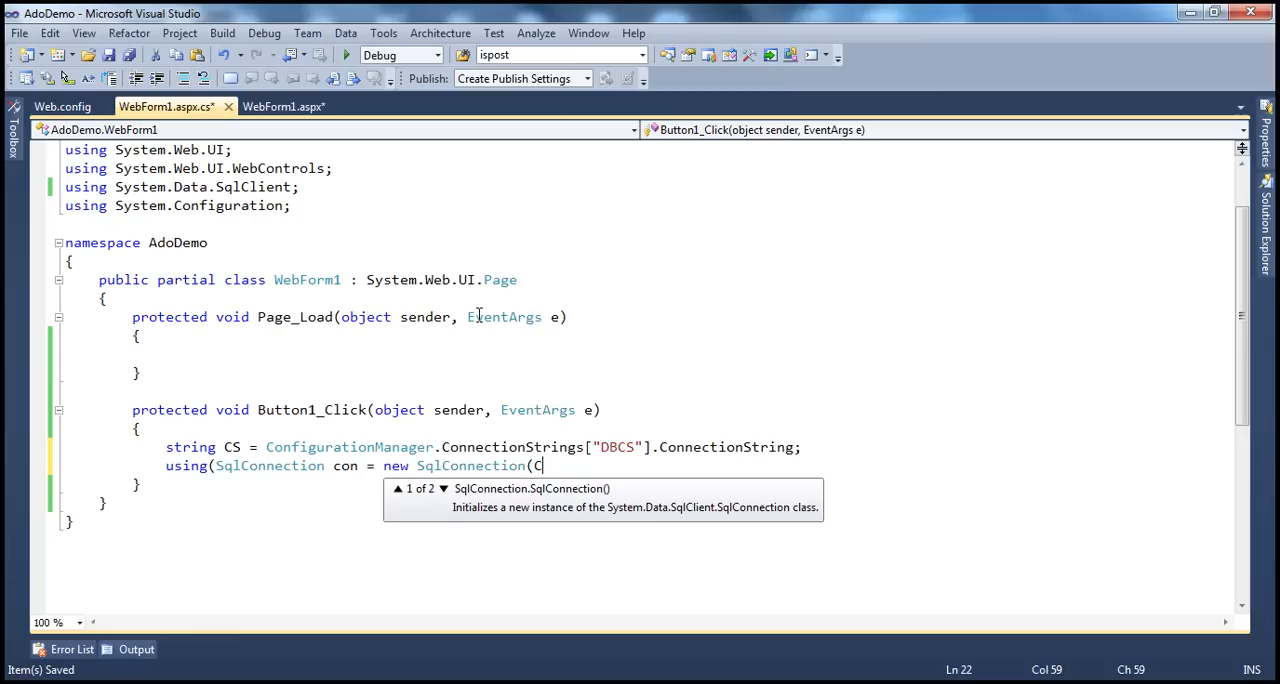 AdoDemo - Microsoft Visual Studio
File Edit View Refactor Project Build Debug Team Data Tools Architecture Test Analyze Window Help
Debug ispost
Publish: Create Publish Settings
Web.config WebForm1.aspx.cs* WebForm1.aspx*
AdoDemo.WebForm1 Button1_Click(object sender, EventArgs e)
Toolbox
Properties
Solution Explorer
using System.Web.UI;
using System.Web.UI.WebControls;
using System.Data.SqlClient;
using System.Configuration;
namespace AdoDemo
{
public partial class WebForm1 : System.Web.UI.Page
{
protected void Page_Load(object sender, EventArgs e)
{
}
protected void Button1_Click(object sender, EventArgs e)
{
string CS = ConfigurationManager.ConnectionStrings["DBCS"].ConnectionString;
using(SqlConnection con = new SqlConnection(C
}
1 of 2 SqlConnection.SqlConnection()
Initializes a new instance of the System.Data.SqlClient.SqlConnection class.
}
}
100 %
Error List Output
Item(s) Saved Ln 22 Col 59 Ch 59 INS